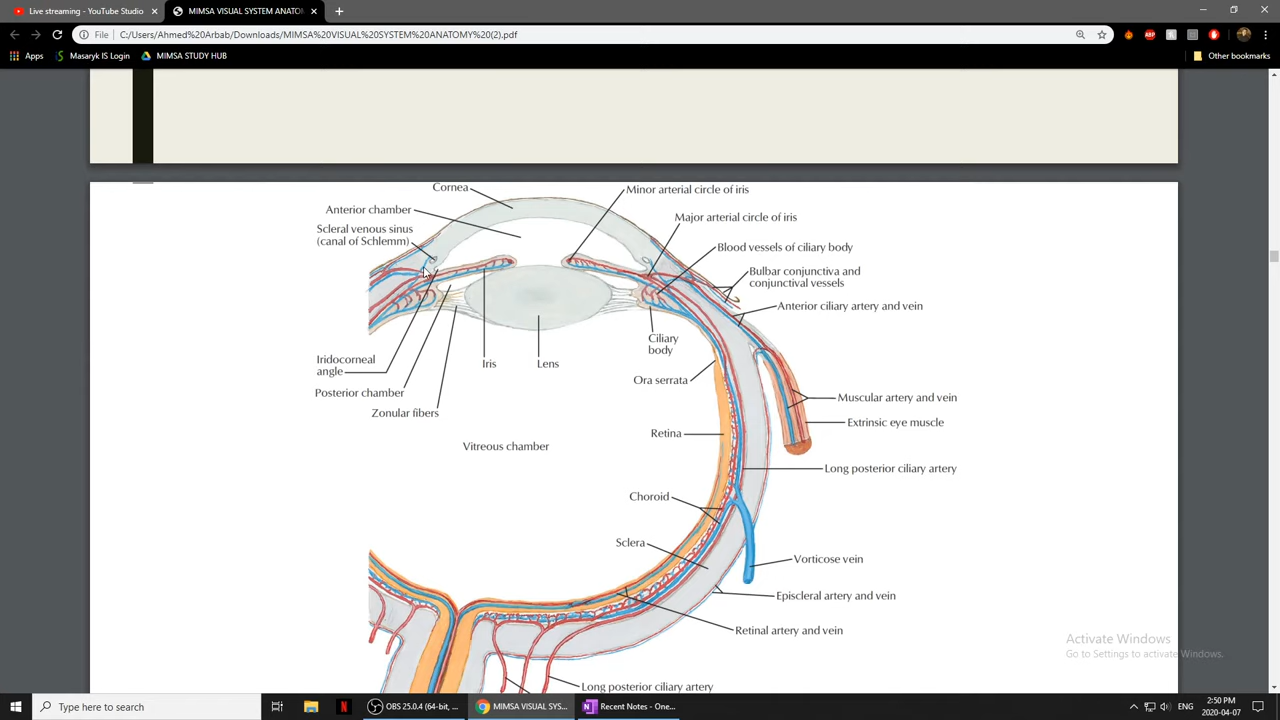 Live streaming - YouTube Studio
MIMSA VISUAL SYSTEM ANATOM
File
C:/Users/Ahmed%20Arbab/Downloads/MIMSA%20VISUAL%20SYSTEM%20ANATOMY%20(2).pdf
ABP
Apps
Masaryk IS Login
MIMSA STUDY HUB
Other bookmarks
Cornea
Minor arterial circle of iris
Anterior chamber
Major arterial circle of iris
Scleral venous sinus
(canal of Schlemm)
Blood vessels of ciliary body
Bulbar conjunctiva and
conjunctival vessels
Anterior ciliary artery and vein
Ciliary
body
Iridocorneal
angle
Iris
Lens
Ora serrata
Posterior chamber
Muscular artery and vein
Zonular fibers
Extrinsic eye muscle
Retina
Vitreous chamber
Long posterior ciliary artery
Choroid
Sclera
Vorticose vein
Episcleral artery and vein
Retinal artery and vein
Long posterior ciliary artery
Activate Windows
Go to Settings to activate Windows.
Type here to search
OBS 25.0.4 (64-bit, ...
MIMSA VISUAL SYS...
Recent Notes - One...
ENG
2:50 PM
2020-04-07